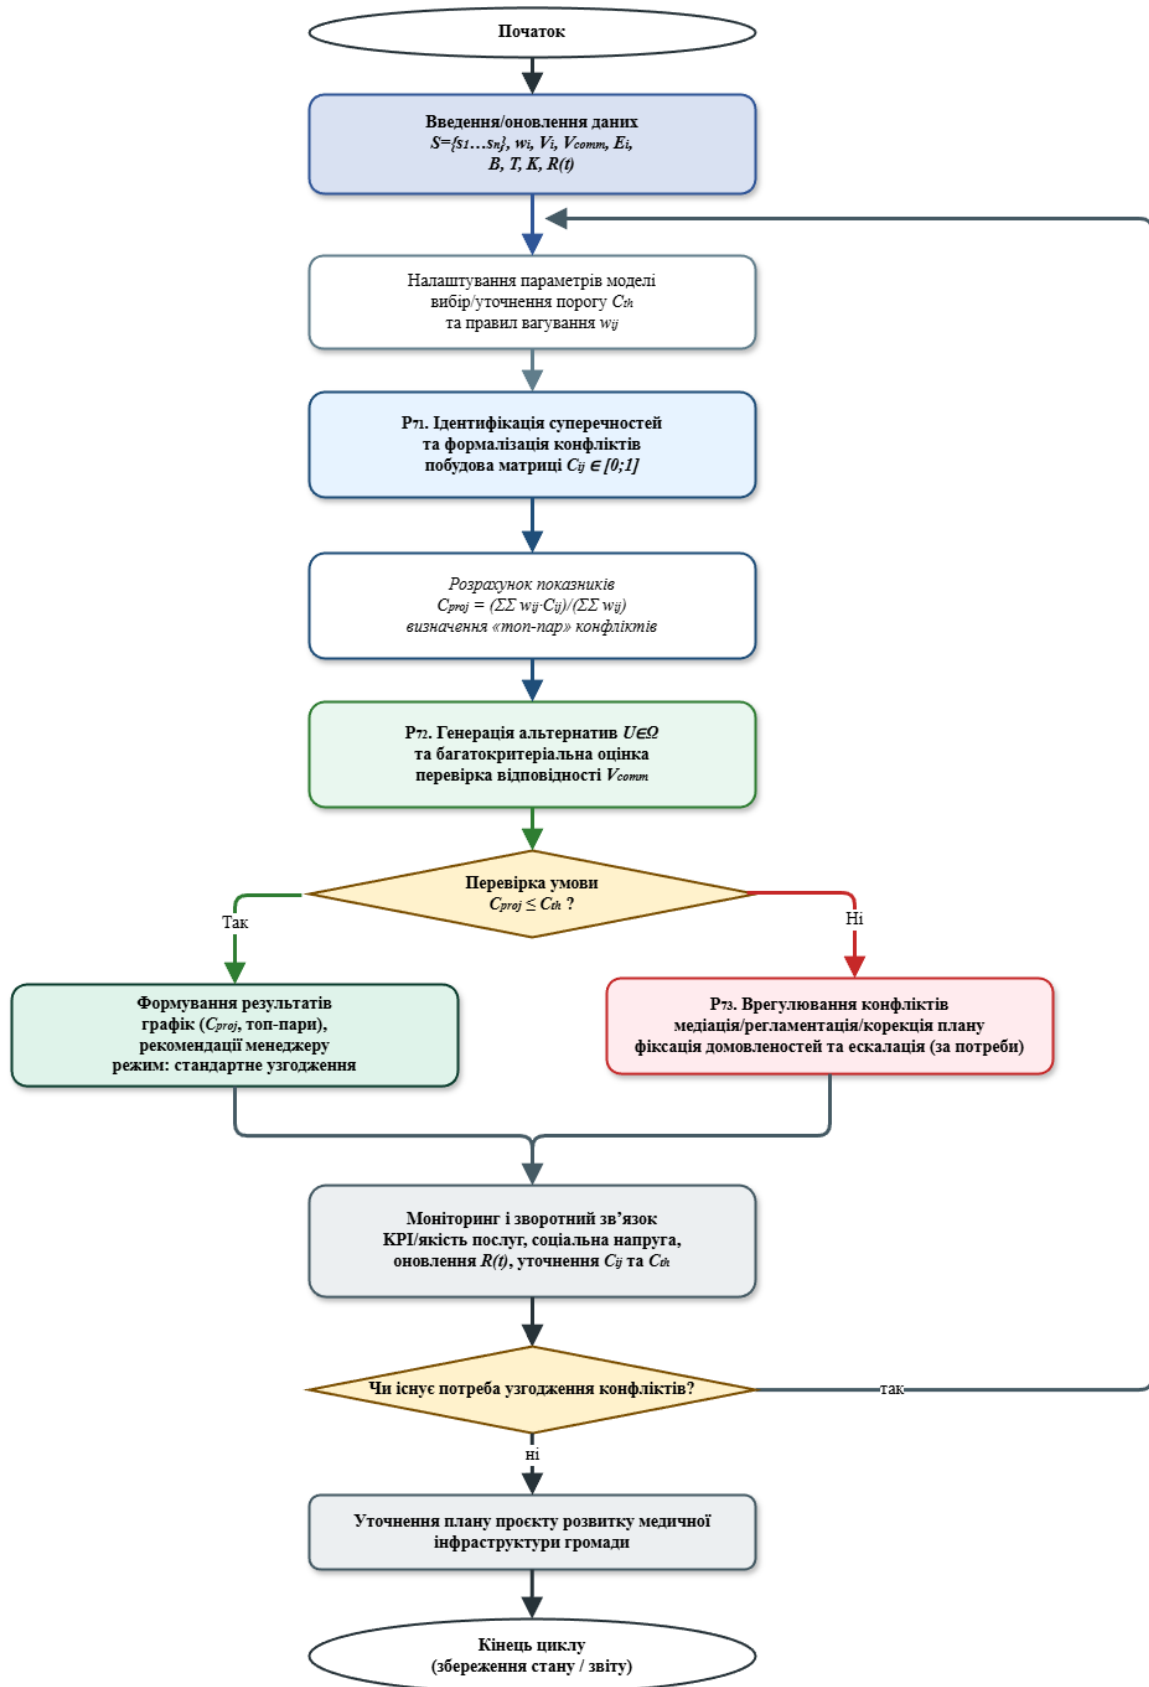 Початок
Введення/оновлення даних
S={s₁…sₙ}, wᵢ, Vᵢ, Vcomm, Eᵢ,
B, T, K, R(t)
Налаштування параметрів моделі
вибір/уточнення порогу Cth
та правил вагування wij
P71. Ідентифікація суперечностей
та формалізація конфліктів
побудова матриці Cij ∈ [0;1]
Розрахунок показників
Cproj = (ΣΣ wij·Cij)/(ΣΣ wij)
визначення «топ-пар» конфліктів
P72. Генерація альтернатив U∈Ω
та багатокритеріальна оцінка
перевірка відповідності Vcomm
Перевірка умови
Cproj ≤ Cth ?
Так
Ні
Формування результатів
графік (Cproj, топ-пари),
рекомендації менеджеру
режим: стандартне узгодження
P73. Врегулювання конфліктів
медіація/регламентація/корекція плану
фіксація домовленостей та ескалація (за потреби)
Моніторинг і зворотний зв’язок
KPI/якість послуг, соціальна напруга,
оновлення R(t), уточнення Cij та Cth
Чи існує потреба узгодження конфліктів?
так
ні
Уточнення плану проєкту розвитку медичної
інфраструктури громади
Кінець циклу
(збереження стану / звіту)